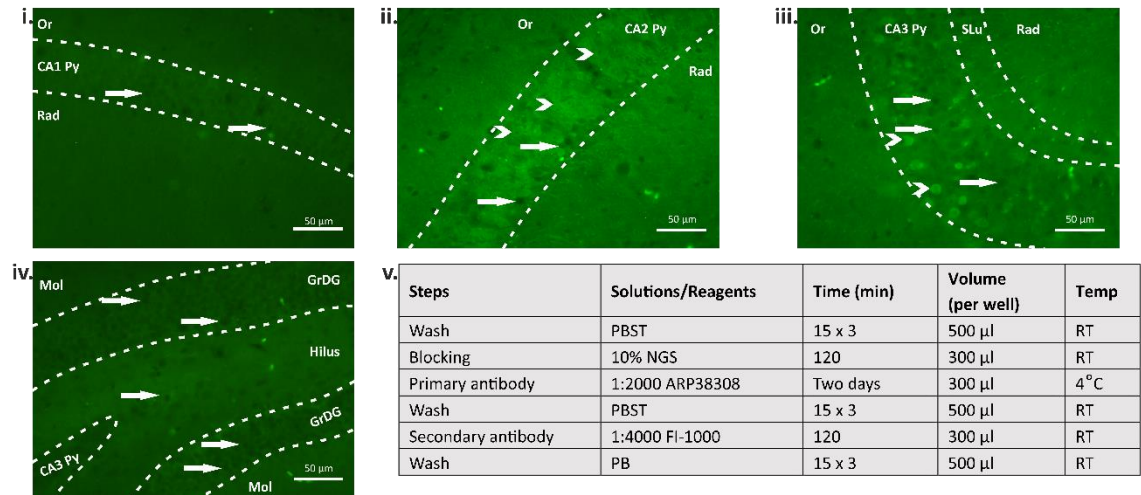 i.
Or
CA1 Py
Rad
50 µm
ii.
Or
CA2 Py
Rad
50 µm
iii.
Or CA3 Py SLu Rad
50 µm
iv.
Mol
GrDG
Hilus
GrDG
CA3 Py
Mol
50 µm
v.
Steps Solutions/Reagents Time (min) Volume (per well) Temp
Wash PBST 15 x 3 500 µl RT
Blocking 10% NGS 120 300 µl RT
Primary antibody 1:2000 ARP38308 Two days 300 µl 4°C
Wash PBST 15 x 3 500 µl RT
Secondary antibody 1:4000 FI-1000 120 300 µl RT
Wash PB 15 x 3 500 µl RT